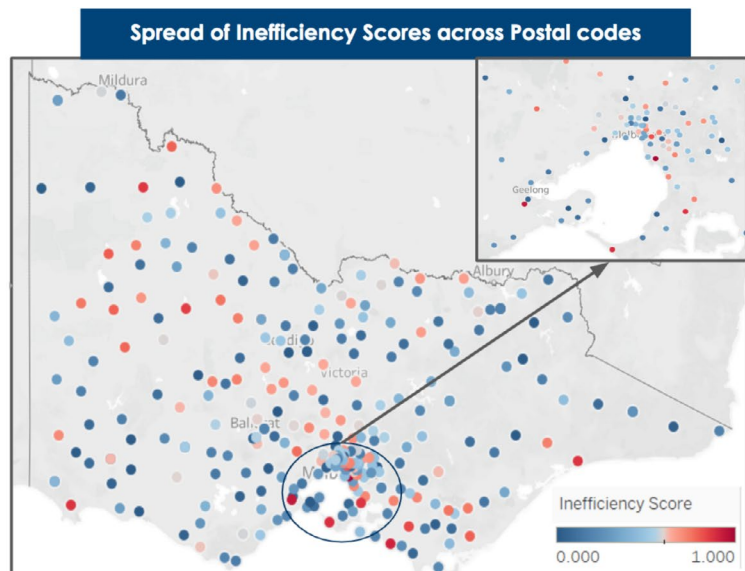 Spread of Inefficiency Scores across Postal codes
Mildura
Geelong
Albury
Victoria
Inefficiency Score
0.000
1.000